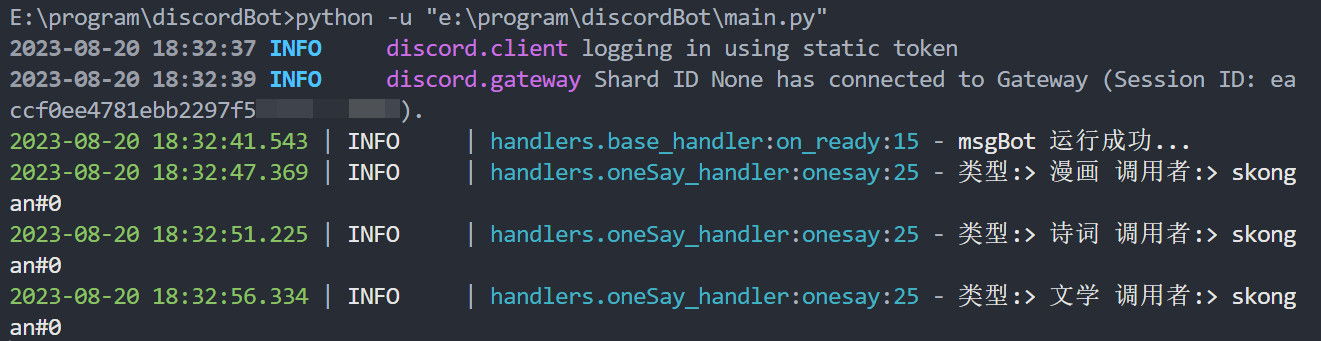 E:\program\discordBot>python -u "e:\program\discordBot\main.py"
2023-08-20 18:32:37 INFO     discord.client logging in using static token
2023-08-20 18:32:39 INFO     discord.gateway Shard ID None has connected to Gateway (Session ID: ea
ccf0ee4781ebb2297f5 ).
2023-08-20 18:32:41.543 | INFO     | handlers.base_handler:on_ready:15 - msgBot 运行成功...
2023-08-20 18:32:47.369 | INFO     | handlers.oneSay_handler:onesay:25 - 类型:> 漫画 调用者:> skong
an#0
2023-08-20 18:32:51.225 | INFO     | handlers.oneSay_handler:onesay:25 - 类型:> 诗词 调用者:> skong
an#0
2023-08-20 18:32:56.334 | INFO     | handlers.oneSay_handler:onesay:25 - 类型:> 文学 调用者:> skong
an#0